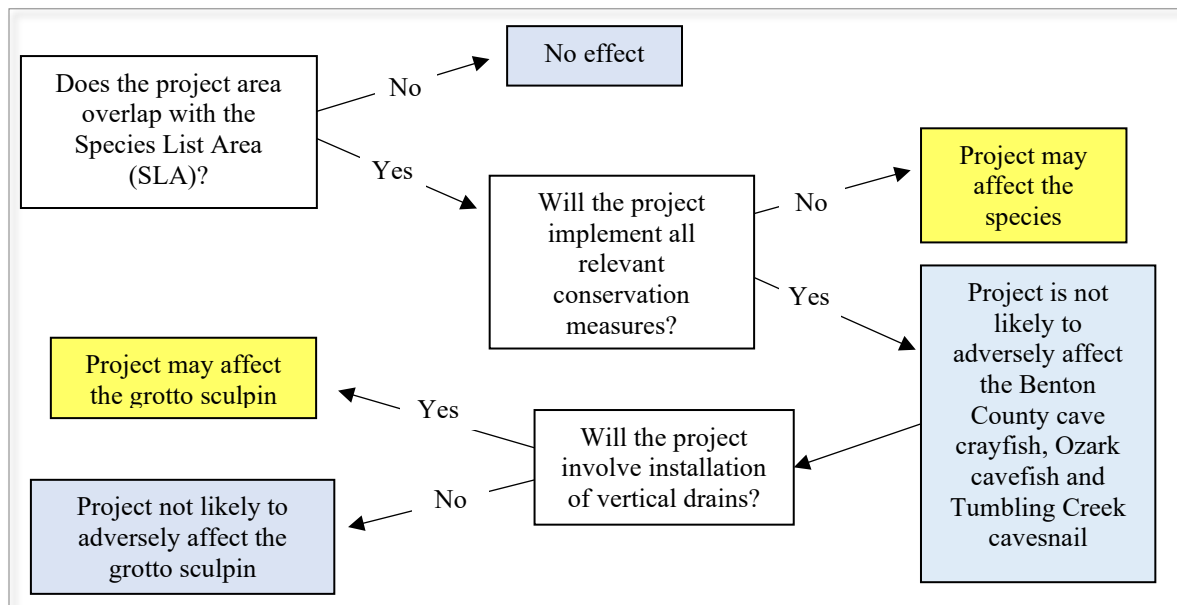 No effect
Does the project area
overlap with the
Species List Area
(SLA)?
No
Yes
Project may
affect the
species
Will the project
implement all
relevant
conservation
measures?
No
Yes
Project is not
likely to
adversely affect
the Benton
County cave
crayfish, Ozark
cavefish and
Tumbling Creek
cavesnail
Will the project
involve installation
of vertical drains?
Yes
Project may affect
the grotto sculpin
No
Project not likely to
adversely affect the
grotto sculpin